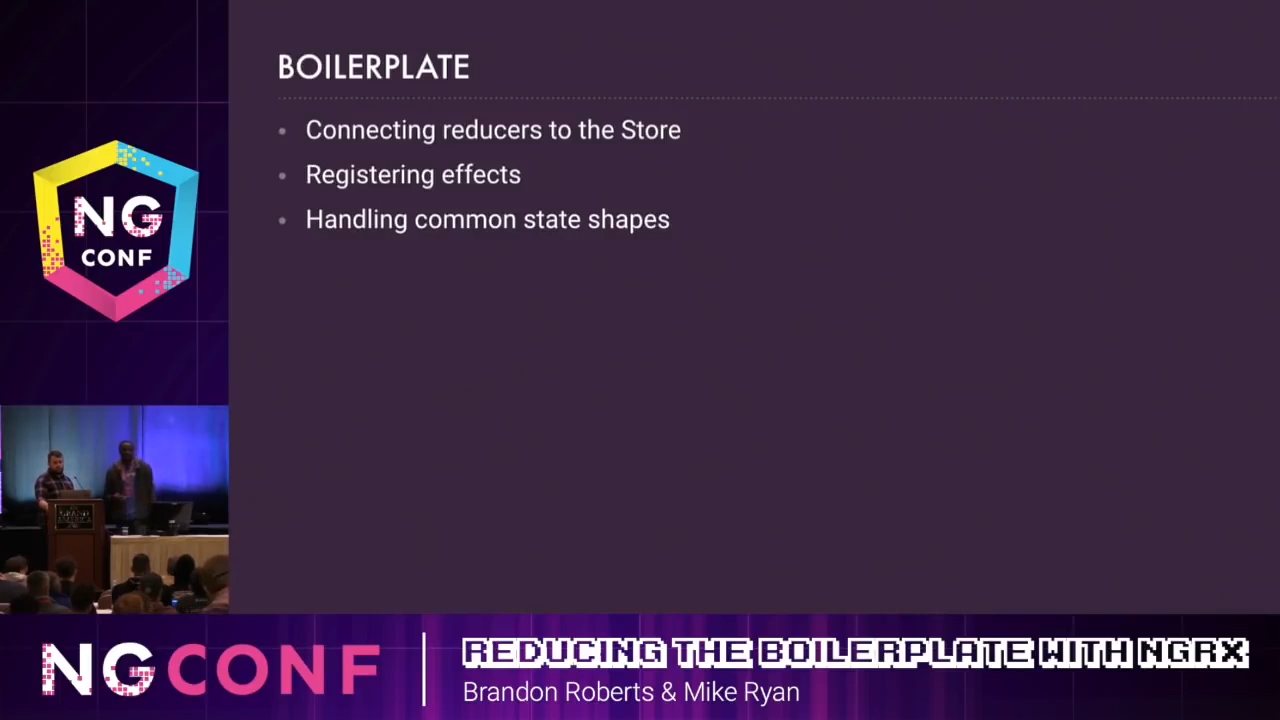 BOILERPLATE
• Connecting reducers to the Store
• Registering effects
• Handling common state shapes
NG
CONF
GRAND
NG CONF
REDUCING THE BOILERPLATE WITH NGRX
Brandon Roberts & Mike Ryan